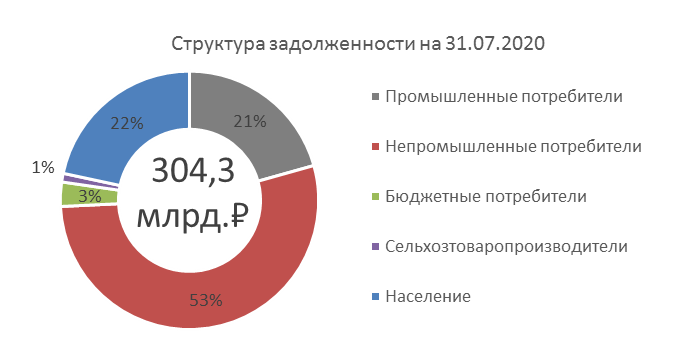 Структура задолженности на 31.07.2020
21%
53%
3%
1%
22%
304,3
млрд.₽
Промышленные потребители
Непромышленные потребители
Бюджетные потребители
Сельхозтоваропроизводители
Население